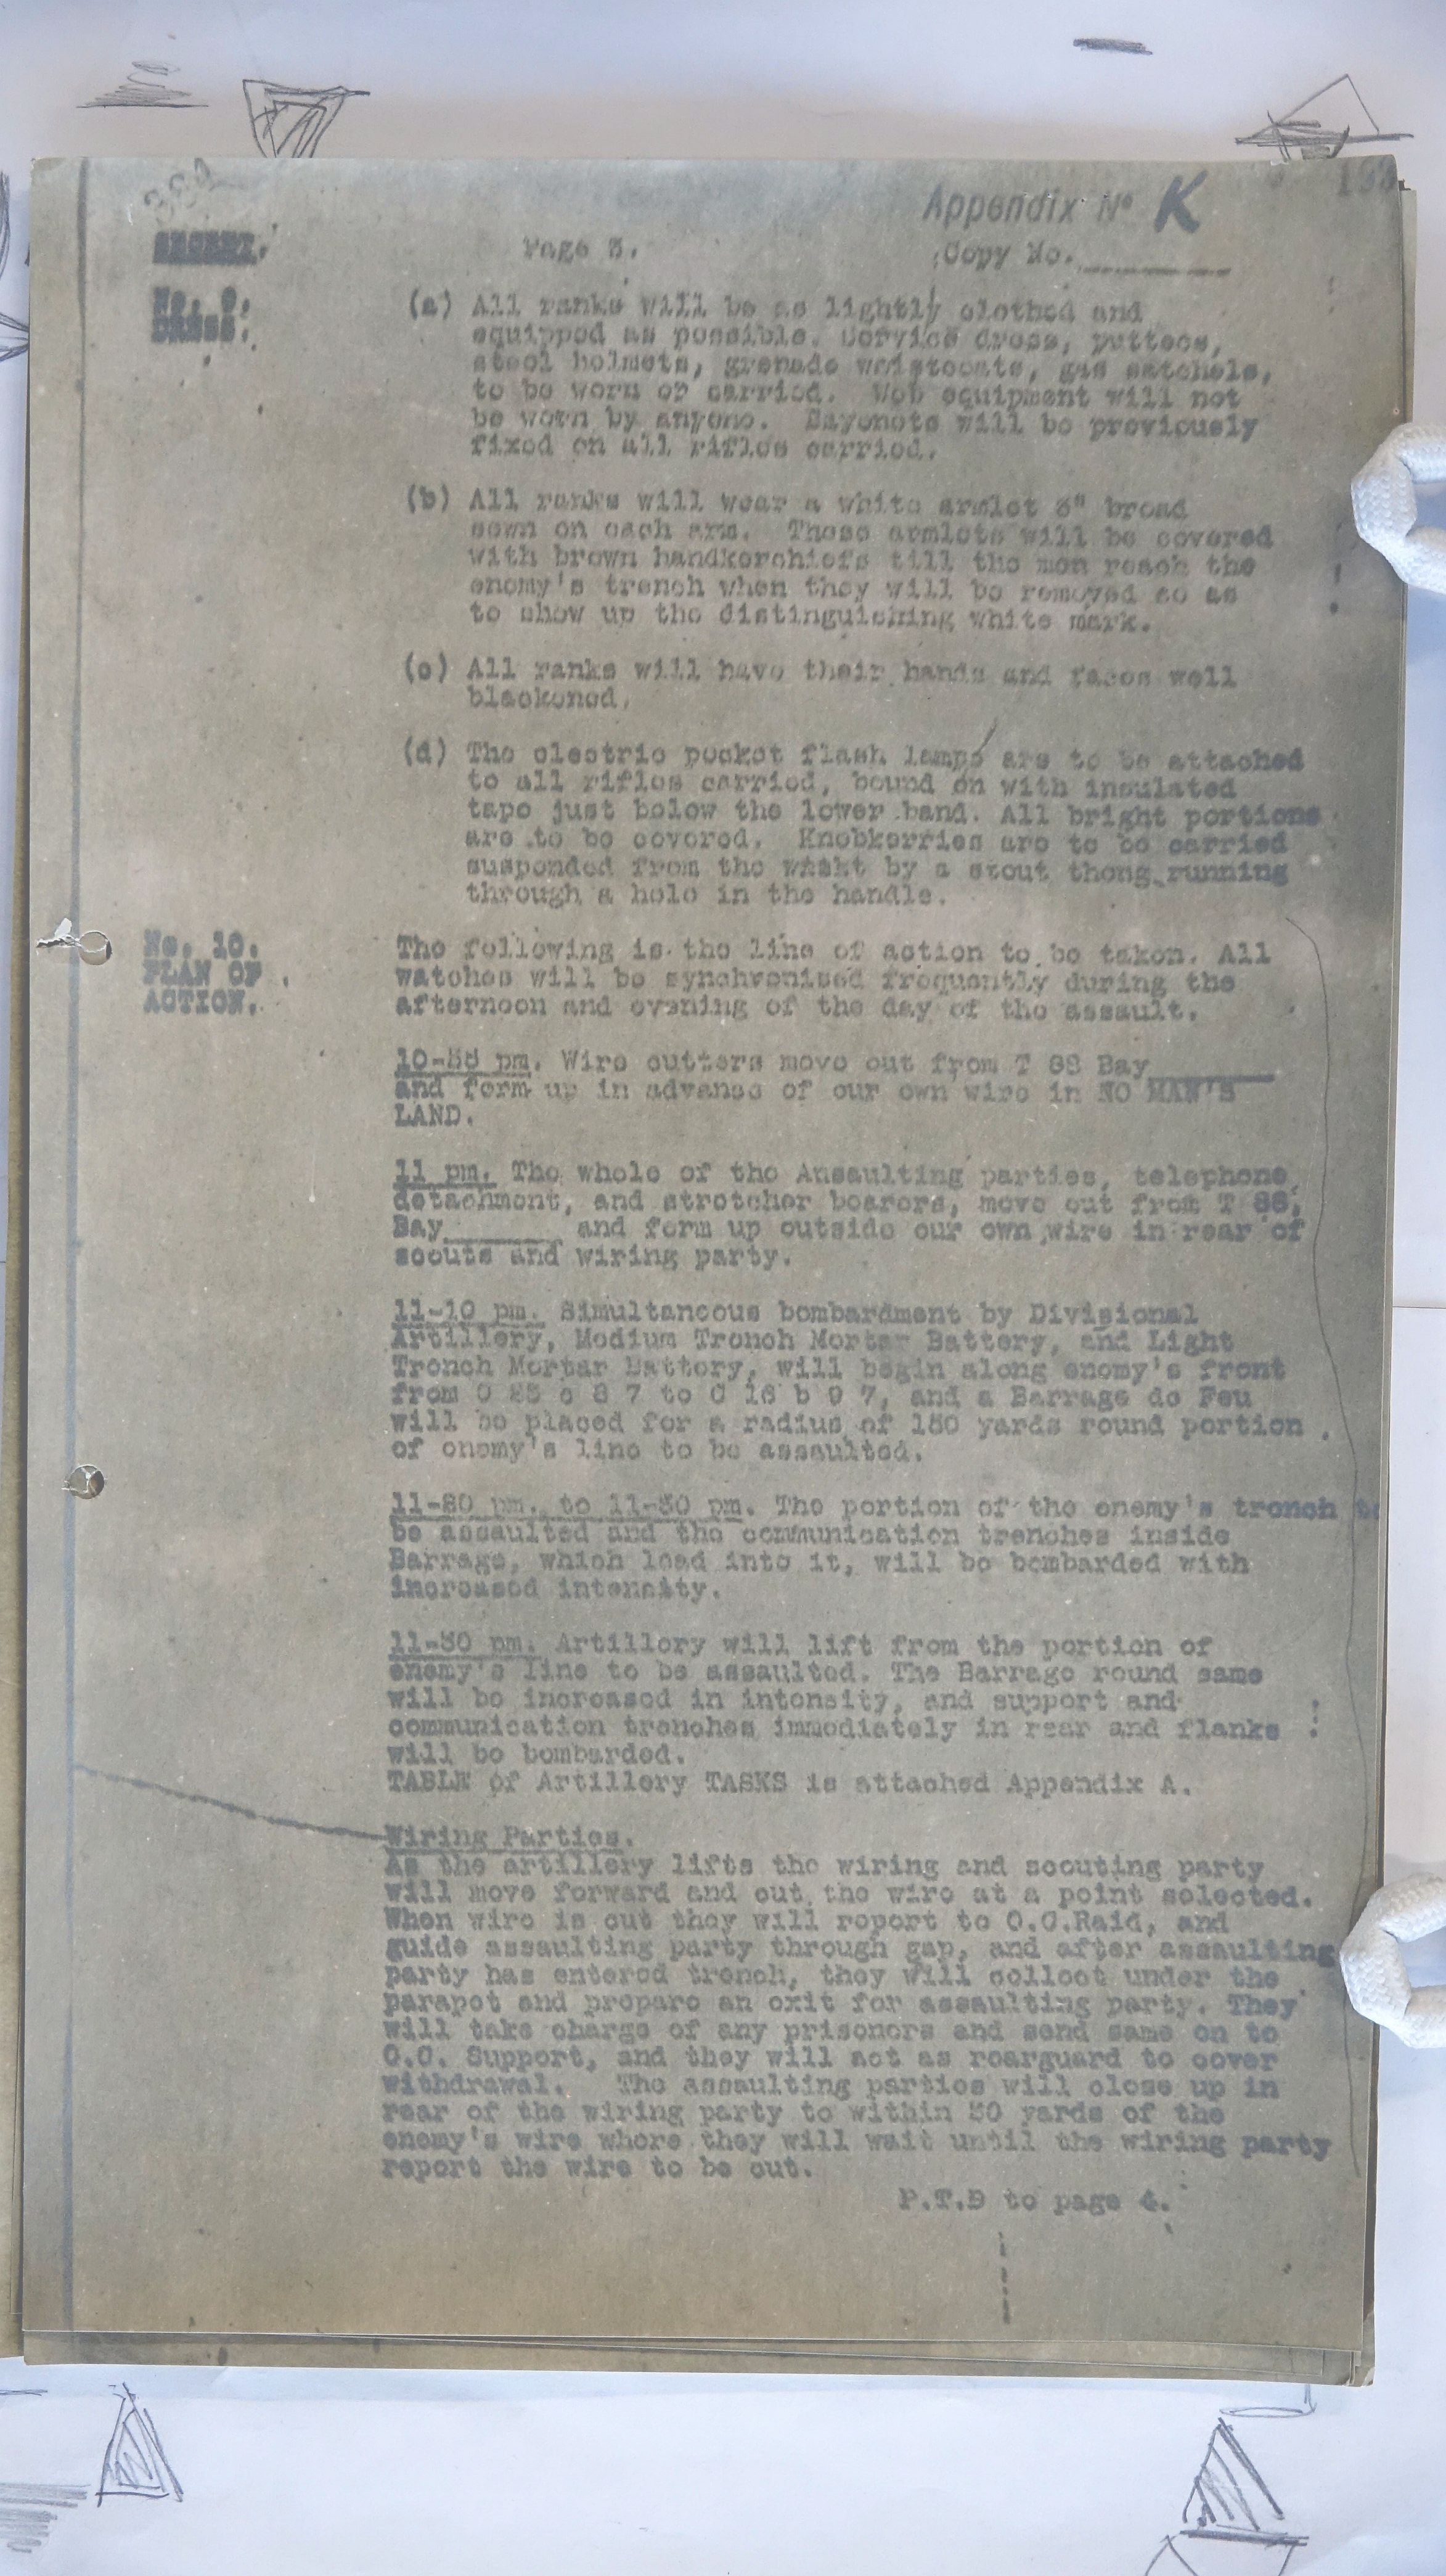 Appendix No K
SECRET. Page 3. Copy No.
No. 9. (a) All ranks will be as lightly clothed and
DRESS. equipped as possible. Service dress, puttees,
steel helmets, grenade waistcoats, gas satchels,
to be worn or carried. Web equipment will not
be worn by anyone. Bayonets will be previously
fixed on all rifles carried.
(b) All ranks will wear a white armlet 3" broad
sewn on each arm. These armlets will be covered
with brown handkerchiefs till the men reach the
enemy's trench when they will be removed so as
to show up the distinguishing white mark.
(c) All ranks will have their hands and faces well
blackened.
(d) The electric pocket flash lamps are to be attached
to all rifles carried, bound on with insulated
tape just below the lower band. All bright portions
are to be covered. Knobkerries are to be carried
suspended from the by a stout thong running
through a hole in the handle.
No. 10. The following is the line of action to be taken. All
PLAN OF watches will be synchronised frequently during the
ACTION. afternoon and evening of the day of the assault.
pm. Wire cutters move out from T Bay
and form up in advance of our own wire in NO MAN'S
LAND.
11 pm. The whole of the Assaulting parties, telephone
detachment, and stretcher bearers, move out from T
Bay and form up outside our own wire in rear of
scouts and wiring party.
11-10 pm. Simultaneous bombardment by Divisional
Artillery, Medium Trench Mortar Battery, and Light
Trench Mortar Battery, will begin along enemy's front
from to and a Barrage de Feu
will be placed for a radius of 150 yards round portion
of enemy's line to be assaulted.
11-20 pm. to 11-30 pm. The portion of the enemy's trench to
be assaulted and the communication trenches inside
Barrage, which lead into it, will be bombarded with
increased intensity.
11-30 pm. Artillery will lift from the portion of
enemy's line to be assaulted. The Barrage round same
will be increased in intensity, and support and
communication trenches immediately in rear and flanks
will be bombarded.
TABLE of Artillery TASKS is attached Appendix A.
Wiring Parties.
As the artillery lifts the wiring and scouting party
will move forward and cut the wire at a point selected.
When wire is cut they will report to O.C.Raid, and
guide assaulting party through gap, and after assaulting
party has entered trench, they will collect under the
parapet and prepare an exit for assaulting party. They
will take charge of any prisoners and send same on to
O.C. Support, and they will act as rearguard to cover
withdrawal. The assaulting parties will close up in
rear of the wiring party to within 50 yards of the
enemy's wire where they will wait until the wiring party
report the wire to be cut.
to page 4.